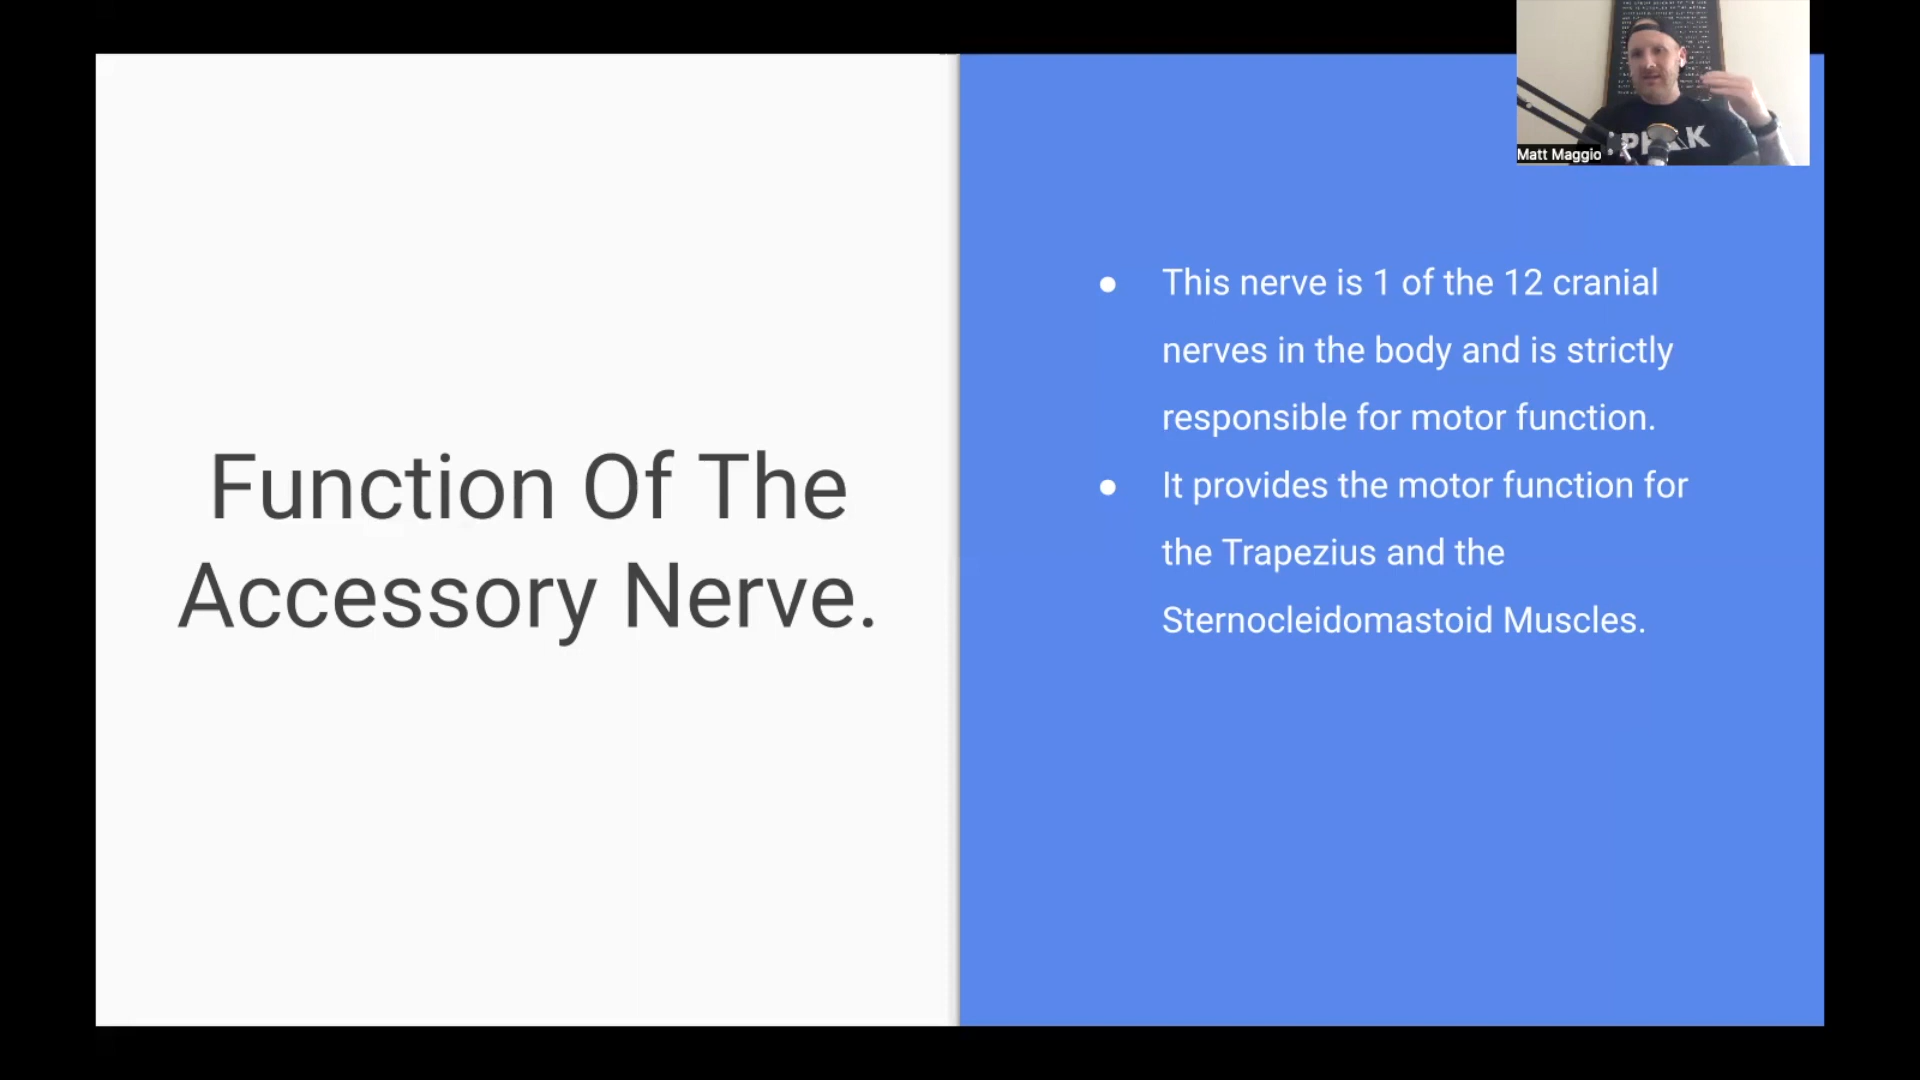 Function Of The
Accessory Nerve.
Matt Maggio
● This nerve is 1 of the 12 cranial
nerves in the body and is strictly
responsible for motor function.
● It provides the motor function for
the Trapezius and the
Sternocleidomastoid Muscles.